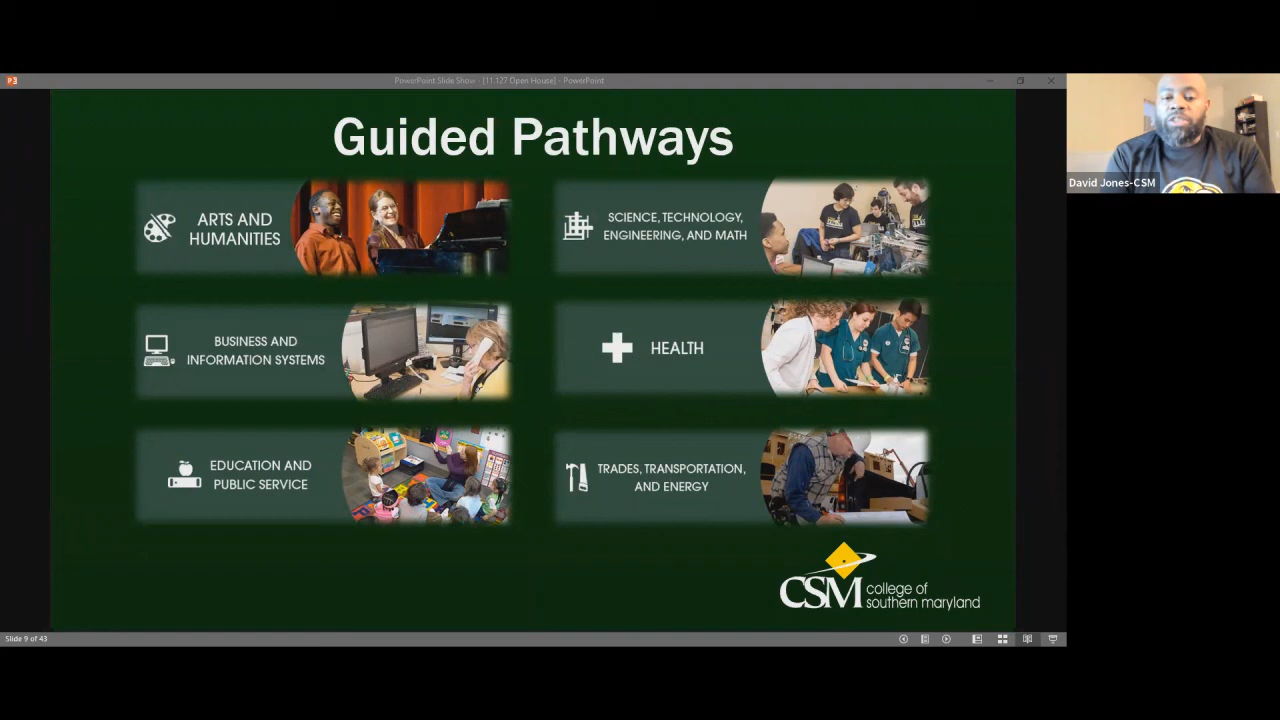 PowerPoint Slide Show - [11 127 Open House] - PowerPoint
Guided Pathways
ARTS AND
HUMANITIES
SCIENCE, TECHNOLOGY,
ENGINEERING, AND MATH
BUSINESS AND
INFORMATION SYSTEMS
HEALTH
EDUCATION AND
PUBLIC SERVICE
TRADES, TRANSPORTATION,
AND ENERGY
CSM college of
southern maryland
Slide 9 of 43
David Jones-CSM